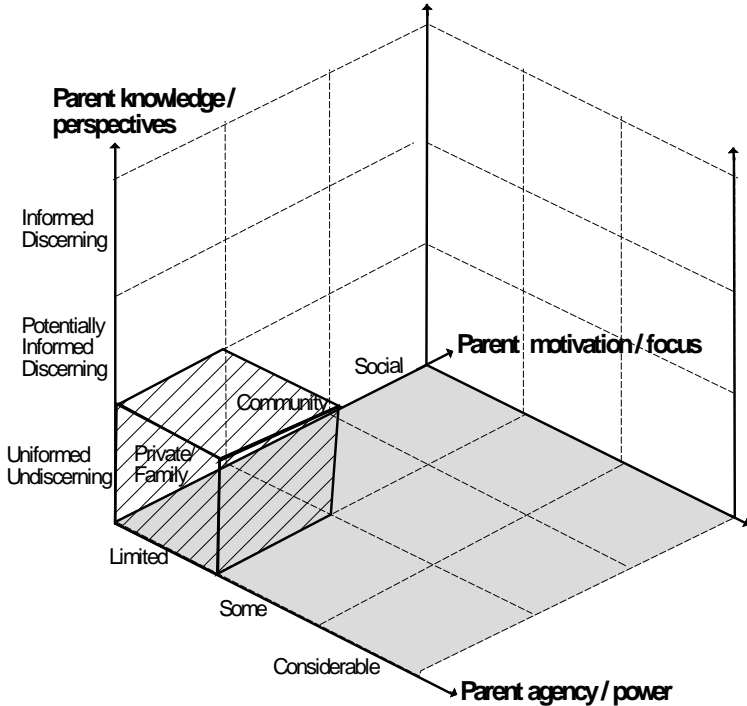 Parent knowledge /
perspectives
Informed
Discerning
Potentially
Informed
Discerning
Parent motivation / focus
Social
Community
Uniformed
Undiscerning
Private/
Family
Limited
Some
Considerable
Parent agency / power